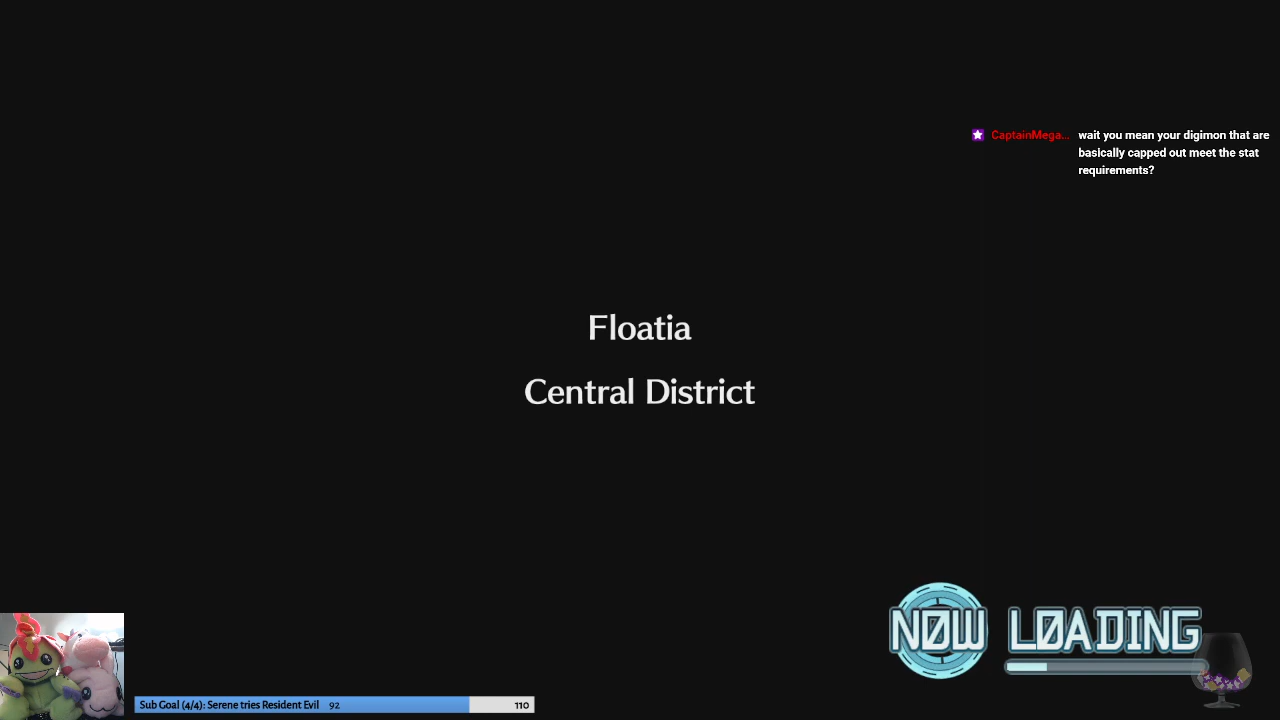 CaptainMega... wait you mean your digimon that are
basically capped out meet the stat
requirements?
Floatia
Central District
NOW LOADING
Sub Goal (4/4): Serene tries Resident Evil 92 110